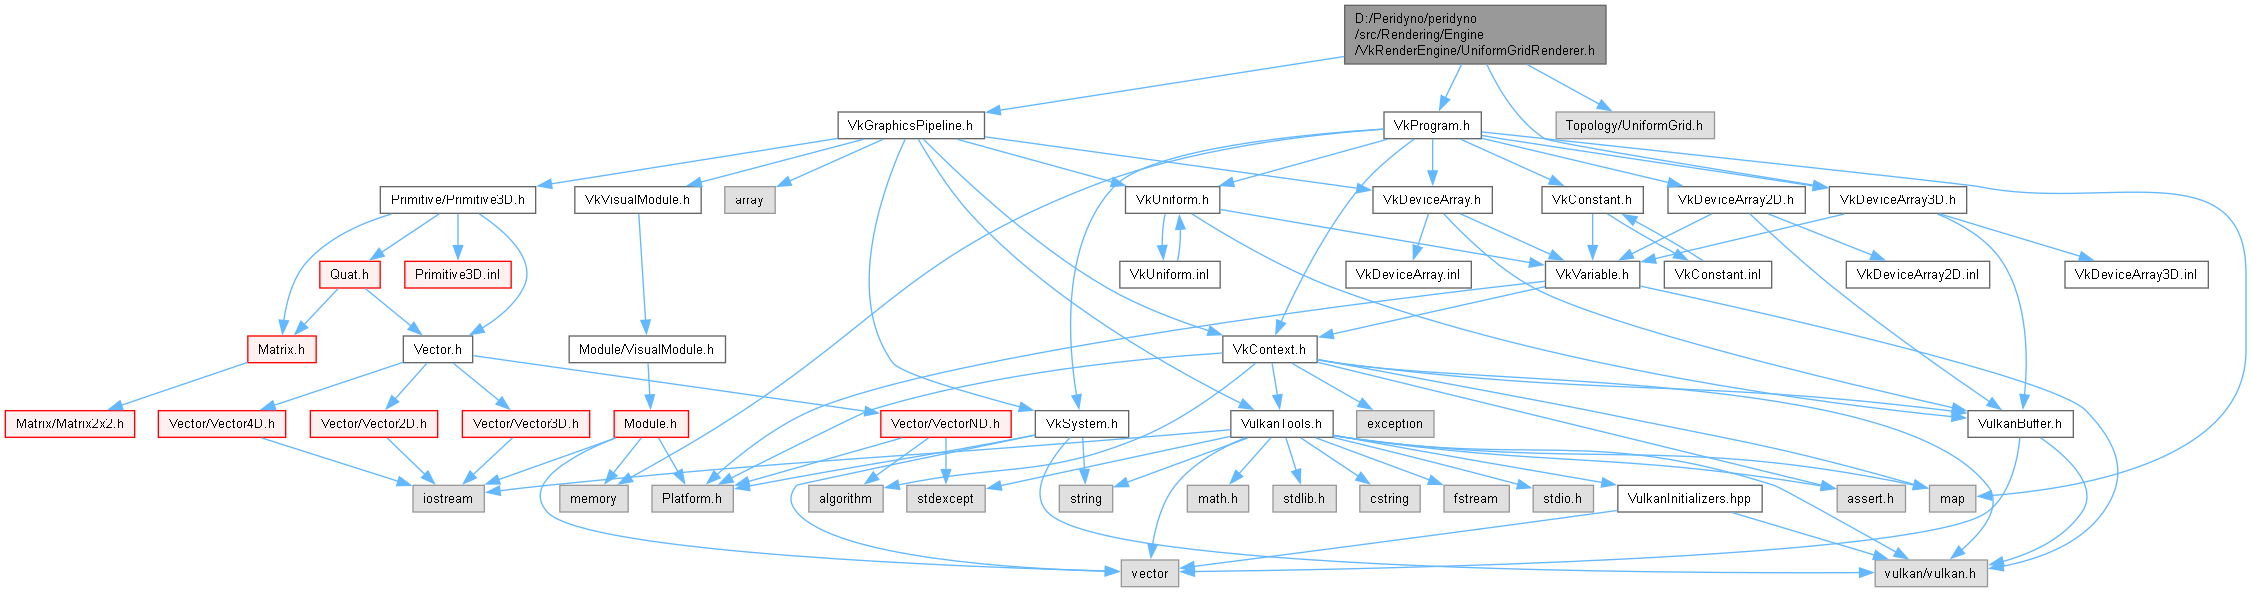 D:/Peridyno/peridyno
/src/Rendering/Engine
/VkRenderEngine/UniformGridRenderer.h
VkGraphicsPipeline.h
VkProgram.h
Topology/UniformGrid.h
Primitive/Primitive3D.h
VkVisualModule.h
array
VkUniform.h
VkDeviceArray.h
VkConstant.h
VkDeviceArray2D.h
VkDeviceArray3D.h
Quat.h
Primitive3D.inl
VkUniform.inl
VkDeviceArray.inl
VkVariable.h
VkConstant.inl
VkDeviceArray2D.inl
VkDeviceArray3D.inl
Matrix.h
Vector.h
Module/VisualModule.h
VkContext.h
Matrix/Matrix2x2.h
Vector/Vector4D.h
Vector/Vector2D.h
Vector/Vector3D.h
Module.h
Vector/VectorND.h
VkSystem.h
VulkanTools.h
exception
VulkanBuffer.h
iostream
memory
Platform.h
algorithm
stdexcept
string
math.h
stdlib.h
cstring
fstream
stdio.h
VulkanInitializers.hpp
assert.h
map
vector
vulkan/vulkan.h